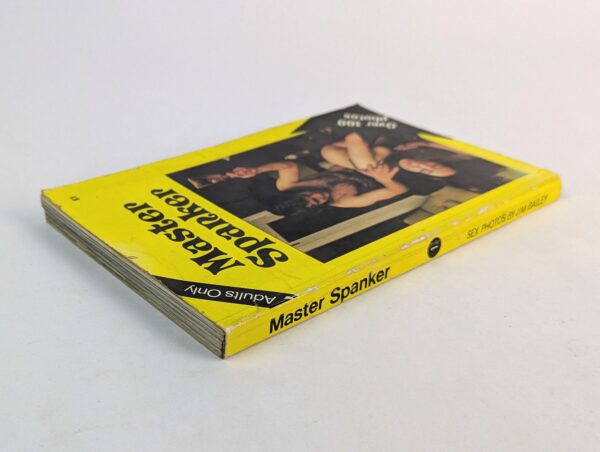 Master
Spanker
Adults Only
Over 100
photos
Master Spanker
SEX PHOTOS BY JIM BAILEY